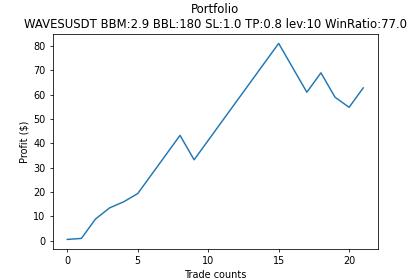 Portfolio
WAVESUSDT BBM:2.9 BBL:180 SL:1.0 TP:0.8 lev:10 WinRatio:77.0
80
70
60
50
40
30
20
10
0
Profit ($)
0 5 10 15 20
Trade counts